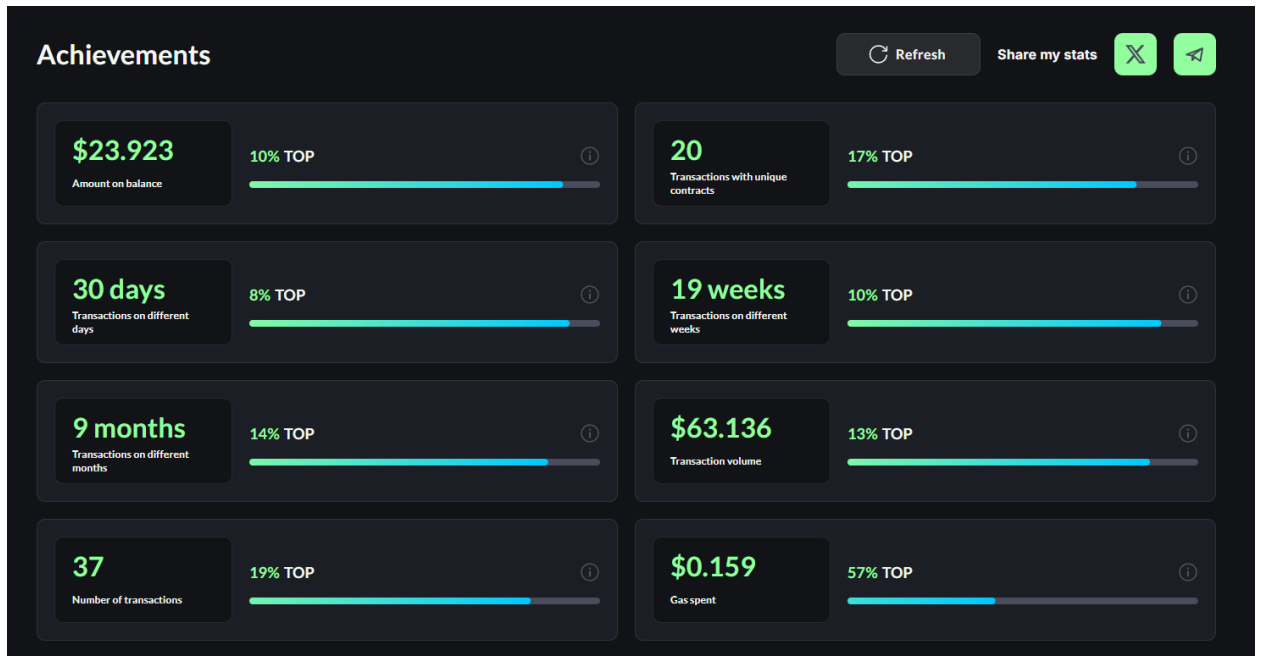 Achievements
Refresh
Share my stats
$23.923
Amount on balance
10% TOP
20
Transactions with unique
contracts
17% TOP
30 days
Transactions on different
days
8% TOP
19 weeks
Transactions on different
weeks
10% TOP
9 months
Transactions on different
months
14% TOP
$63.136
Transaction volume
13% TOP
37
Number of transactions
19% TOP
$0.159
Gas spent
57% TOP